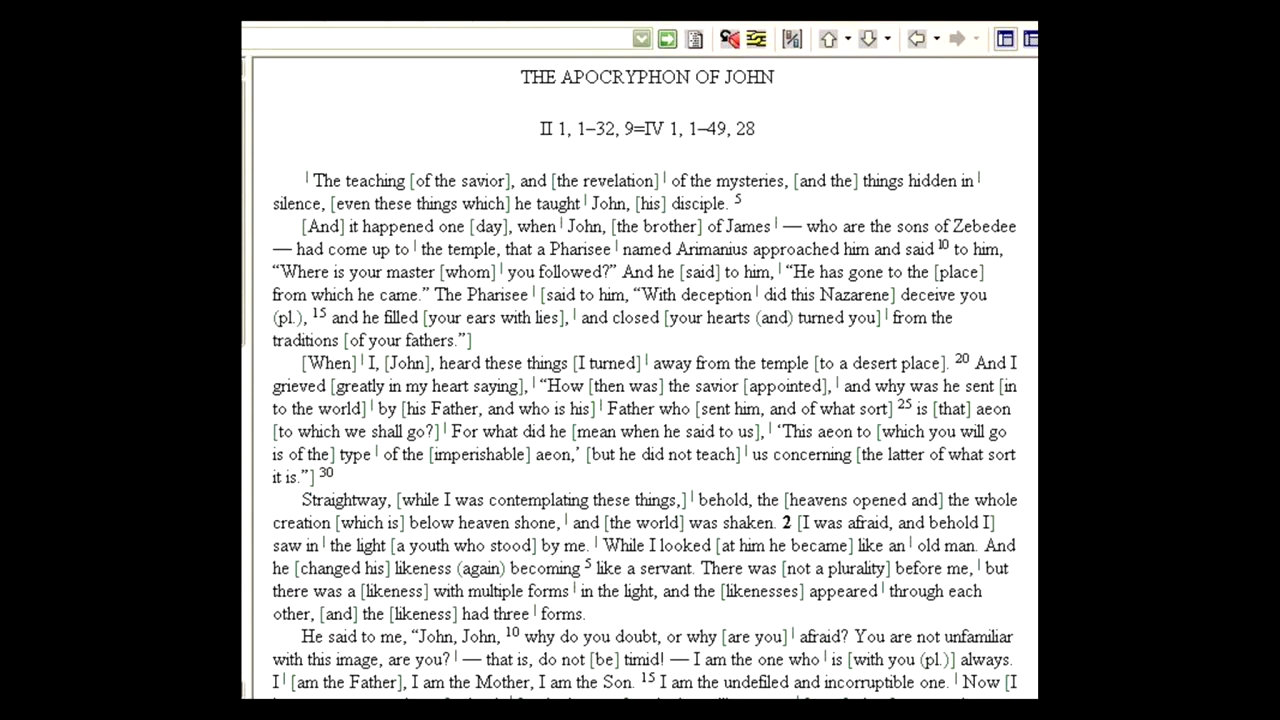 THE APOCRYPHON OF JOHN
II 1, 1–32, 9=IV 1, 1–49, 28
| The teaching [of the savior], and [the revelation] | of the mysteries, [and the] things hidden in |
silence, [even these things which] he taught | John, [his] disciple. 5
[And] it happened one [day], when | John, [the brother] of James | — who are the sons of Zebedee
— had come up to | the temple, that a Pharisee | named Arimanius approached him and said 10 to him,
“Where is your master [whom] | you followed?” And he [said] to him, | “He has gone to the [place]
from which he came.” The Pharisee | [said to him, “With deception | did this Nazarene] deceive you
(pl.), 15 and he filled [your ears with lies], | and closed [your hearts (and) turned you] | from the
traditions [of your fathers.”]
[When] | I, [John], heard these things [I turned] | away from the temple [to a desert place]. 20 And I
grieved [greatly in my heart saying], | “How [then was] the savior [appointed], | and why was he sent [in
to the world] | by [his Father, and who is his] | Father who [sent him, and of what sort] 25 is [that] aeon
[to which we shall go?] | For what did he [mean when he said to us], | ‘This aeon to [which you will go
is of the] type | of the [imperishable] aeon,’ [but he did not teach] | us concerning [the latter of what sort
it is.”] 30
Straightway, [while I was contemplating these things,] | behold, the [heavens opened and] the whole
creation [which is] below heaven shone, | and [the world] was shaken. 2 [I was afraid, and behold I]
saw in | the light [a youth who stood] by me. | While I looked [at him he became] like an | old man. And
he [changed his] likeness (again) becoming 5 like a servant. There was [not a plurality] before me, | but
there was a [likeness] with multiple forms | in the light, and the [likenesses] appeared | through each
other, [and] the [likeness] had three | forms.
He said to me, “John, John, 10 why do you doubt, or why [are you] | afraid? You are not unfamiliar
with this image, are you? | — that is, do not [be] timid! — I am the one who | is [with you (pl.)] always.
I | [am the Father], I am the Mother, I am the Son. 15 I am the undefiled and incorruptible one. | Now [I